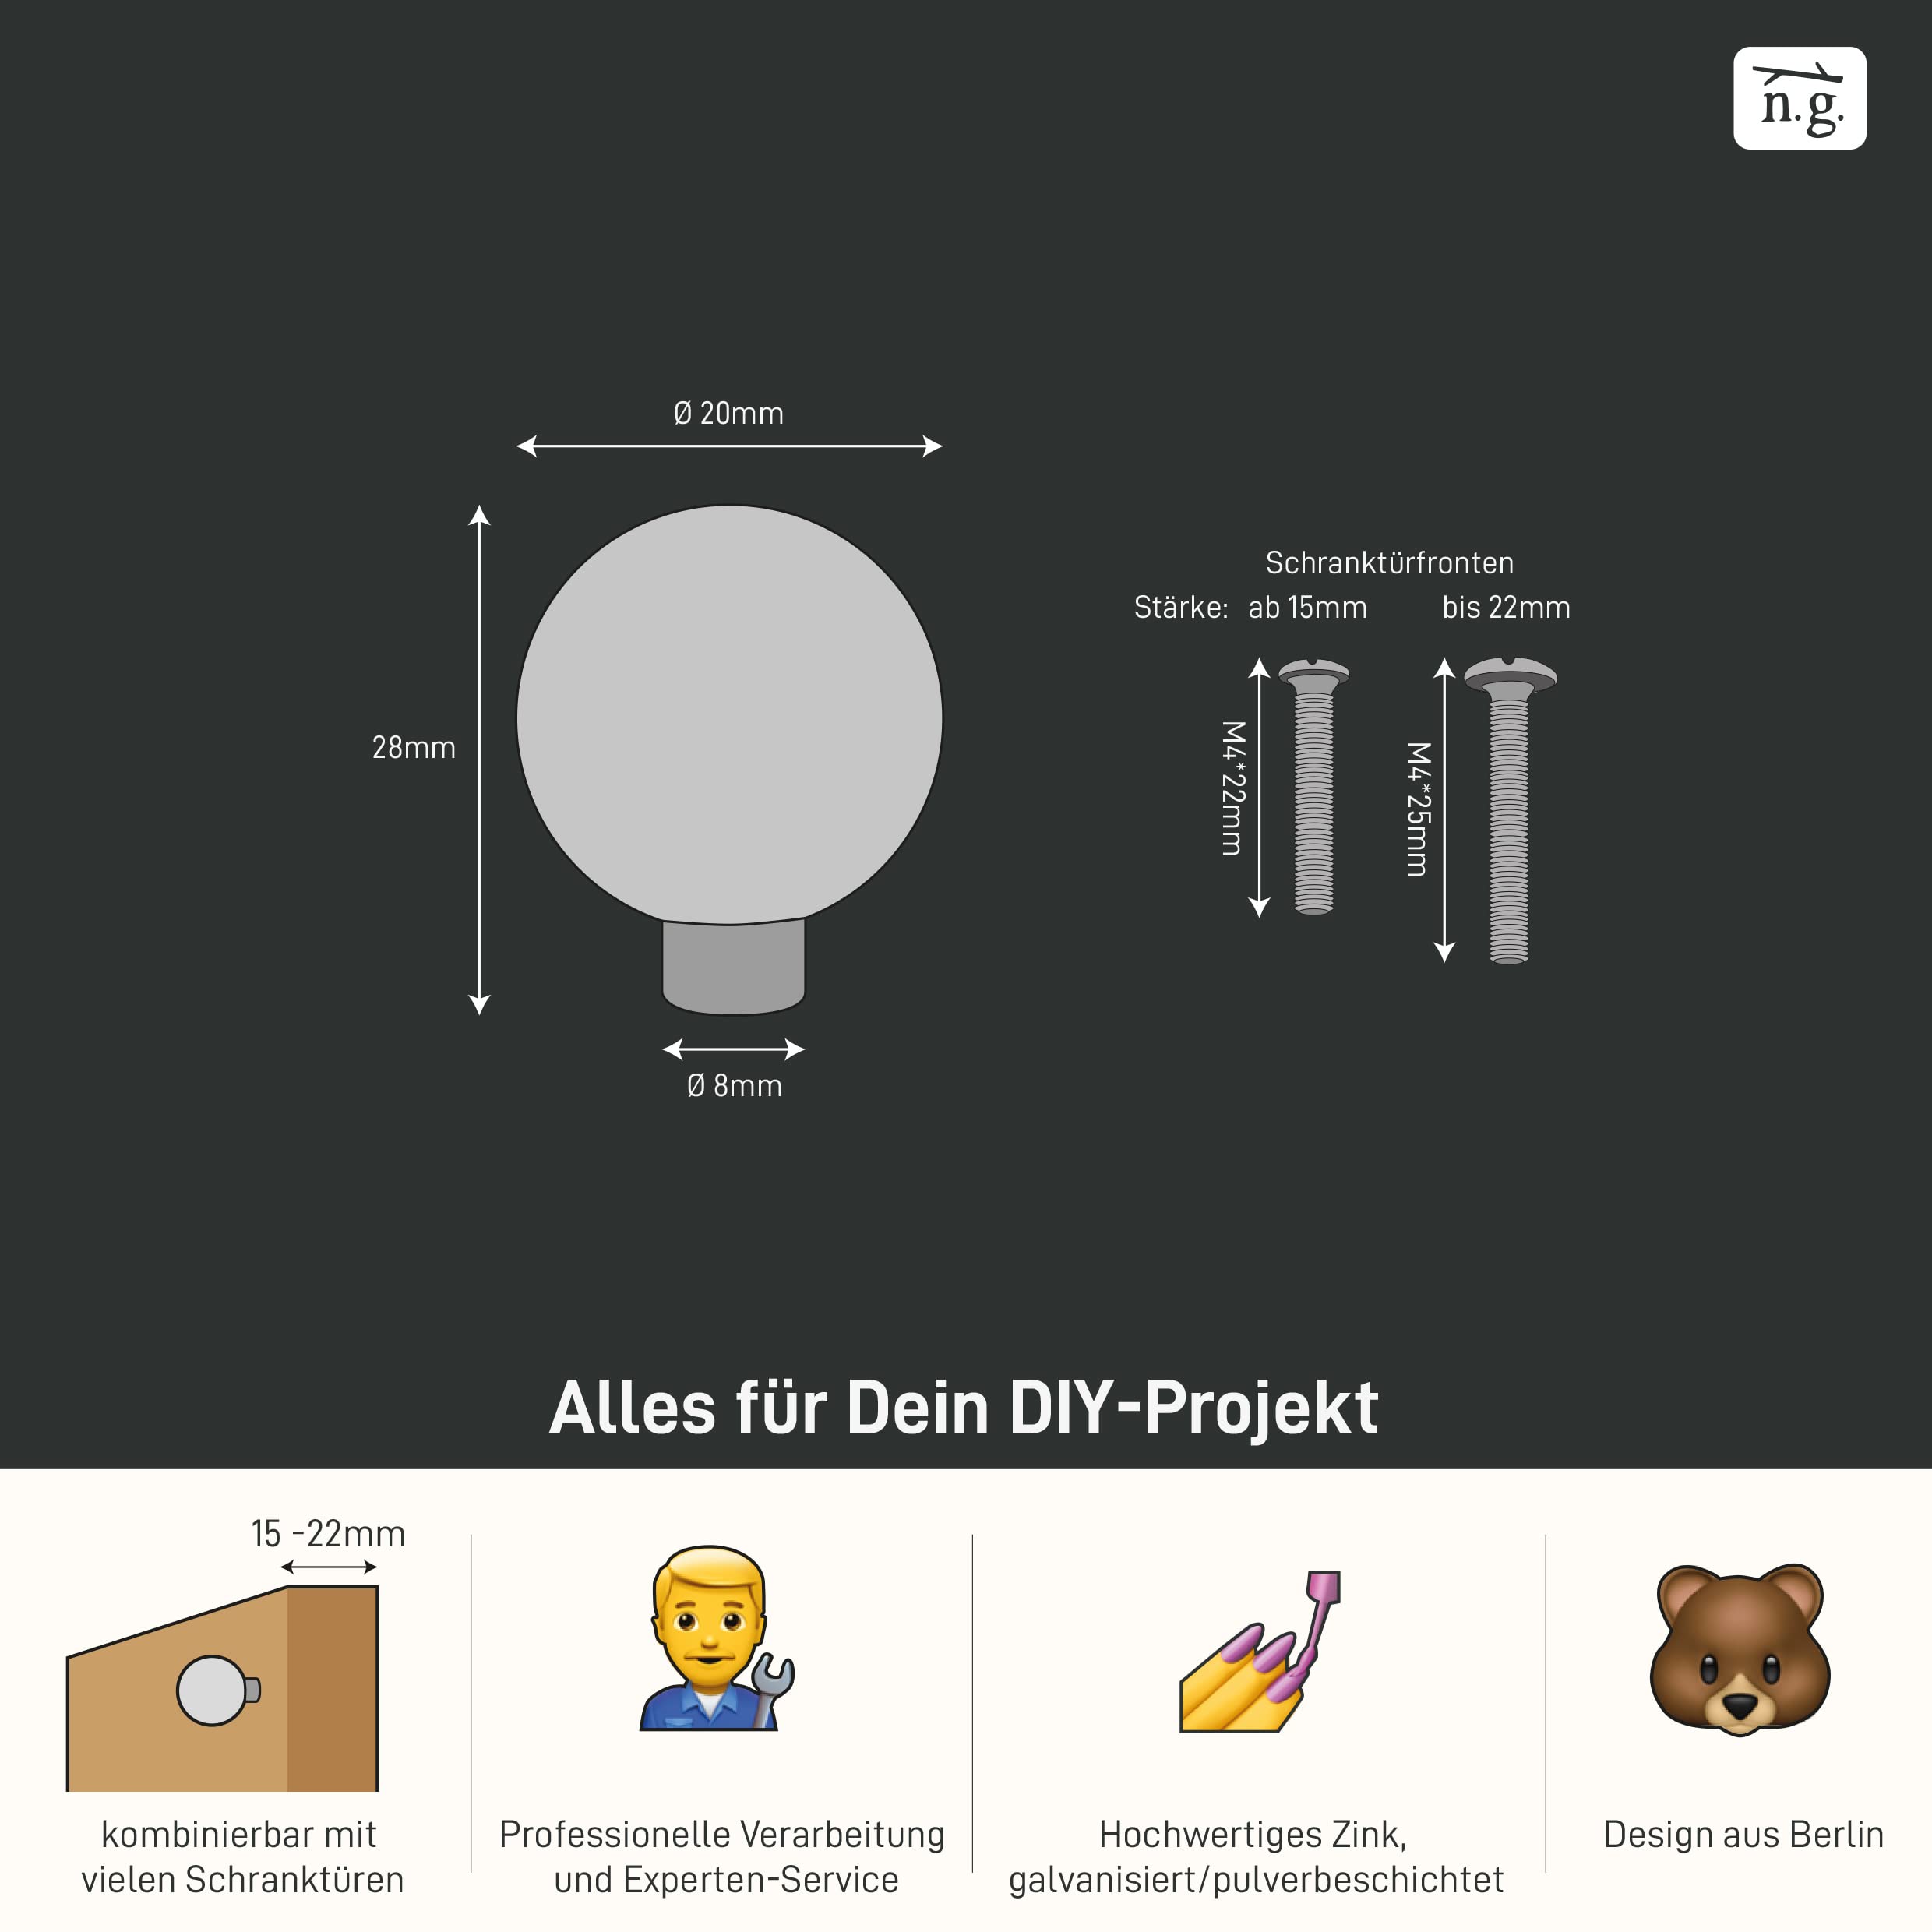 n.g.
Ø 20mm
28mm
Ø 8mm
Schranktürfronten
Stärke: ab 15mm bis 22mm
M4*22mm
M4*25mm
Alles für Dein DIY-Projekt
15 -22mm
kombinierbar mit
vielen Schranktüren
Professionelle Verarbeitung
und Experten-Service
Hochwertiges Zink,
galvanisiert/pulverbeschichtet
Design aus Berlin